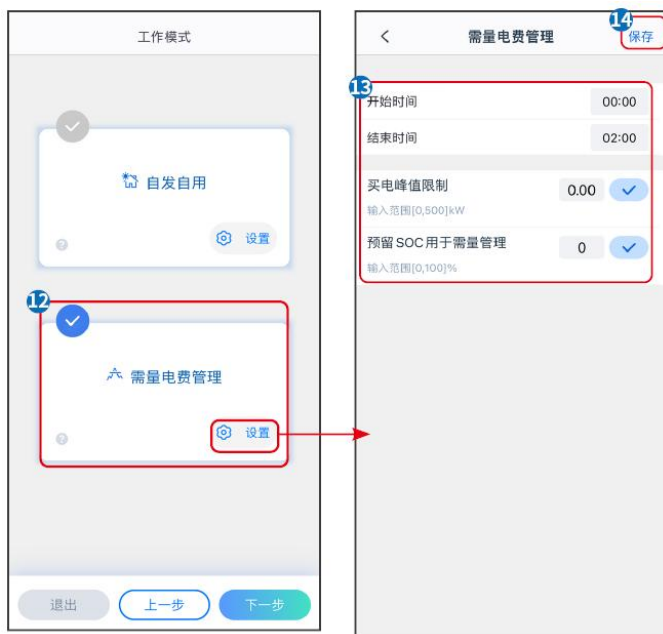 工作模式
自发自用
设置
12
需量电费管理
设置
退出
上一步
下一步
14
需量电费管理
保存
13
开始时间
00:00
结束时间
02:00
买电峰值限制
0.00
输入范围[0,500]kW
预留SOC用于需量管理
0
输入范围[0,100]%